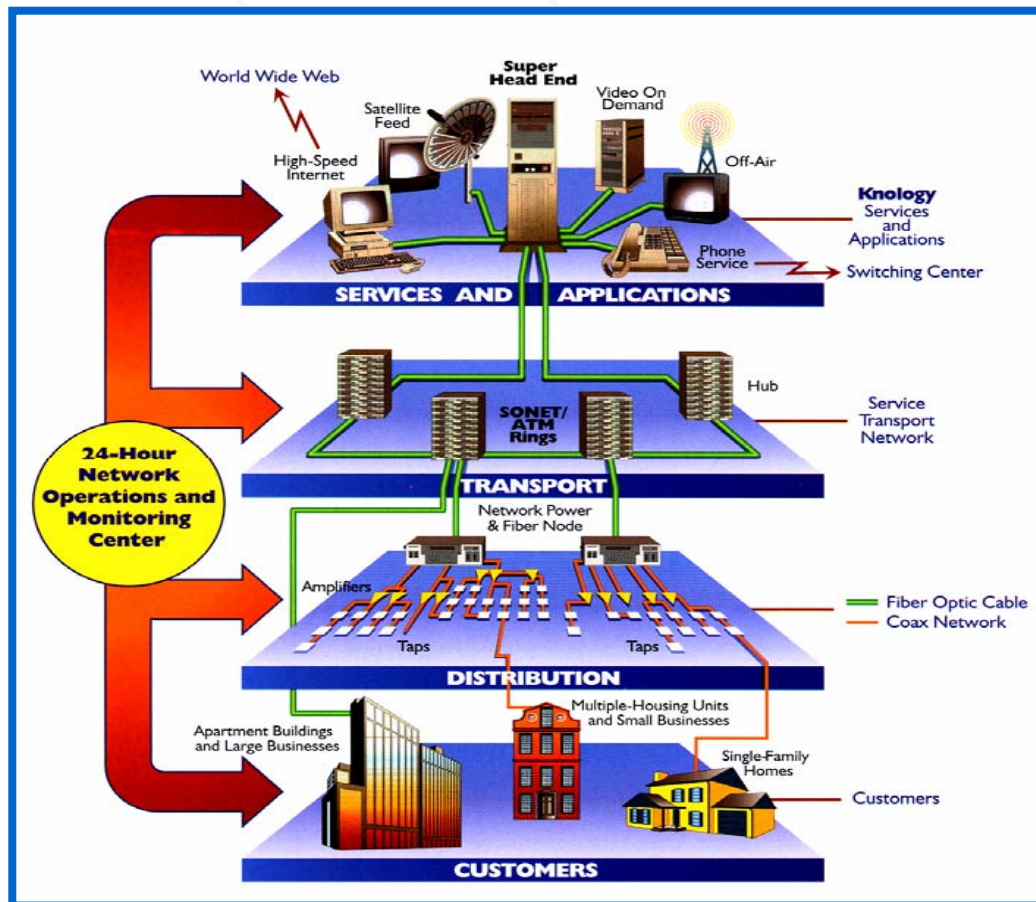 World Wide Web
Super
Head End
Satellite
Feed
Video On
Demand
High-Speed
Internet
Off-Air
Knology
Services
and
Applications
Phone
Service
Switching Center
SERVICES AND APPLICATIONS
Hub
SONET/
ATM
Rings
Service
Transport
Network
24-Hour
Network
Operations and
Monitoring
Center
TRANSPORT
Network Power
& Fiber Node
Amplifiers
Fiber Optic Cable
Coax Network
Taps
Taps
DISTRIBUTION
Apartment Buildings
and Large Businesses
Multiple-Housing Units
and Small Businesses
Single-Family
Homes
Customers
CUSTOMERS